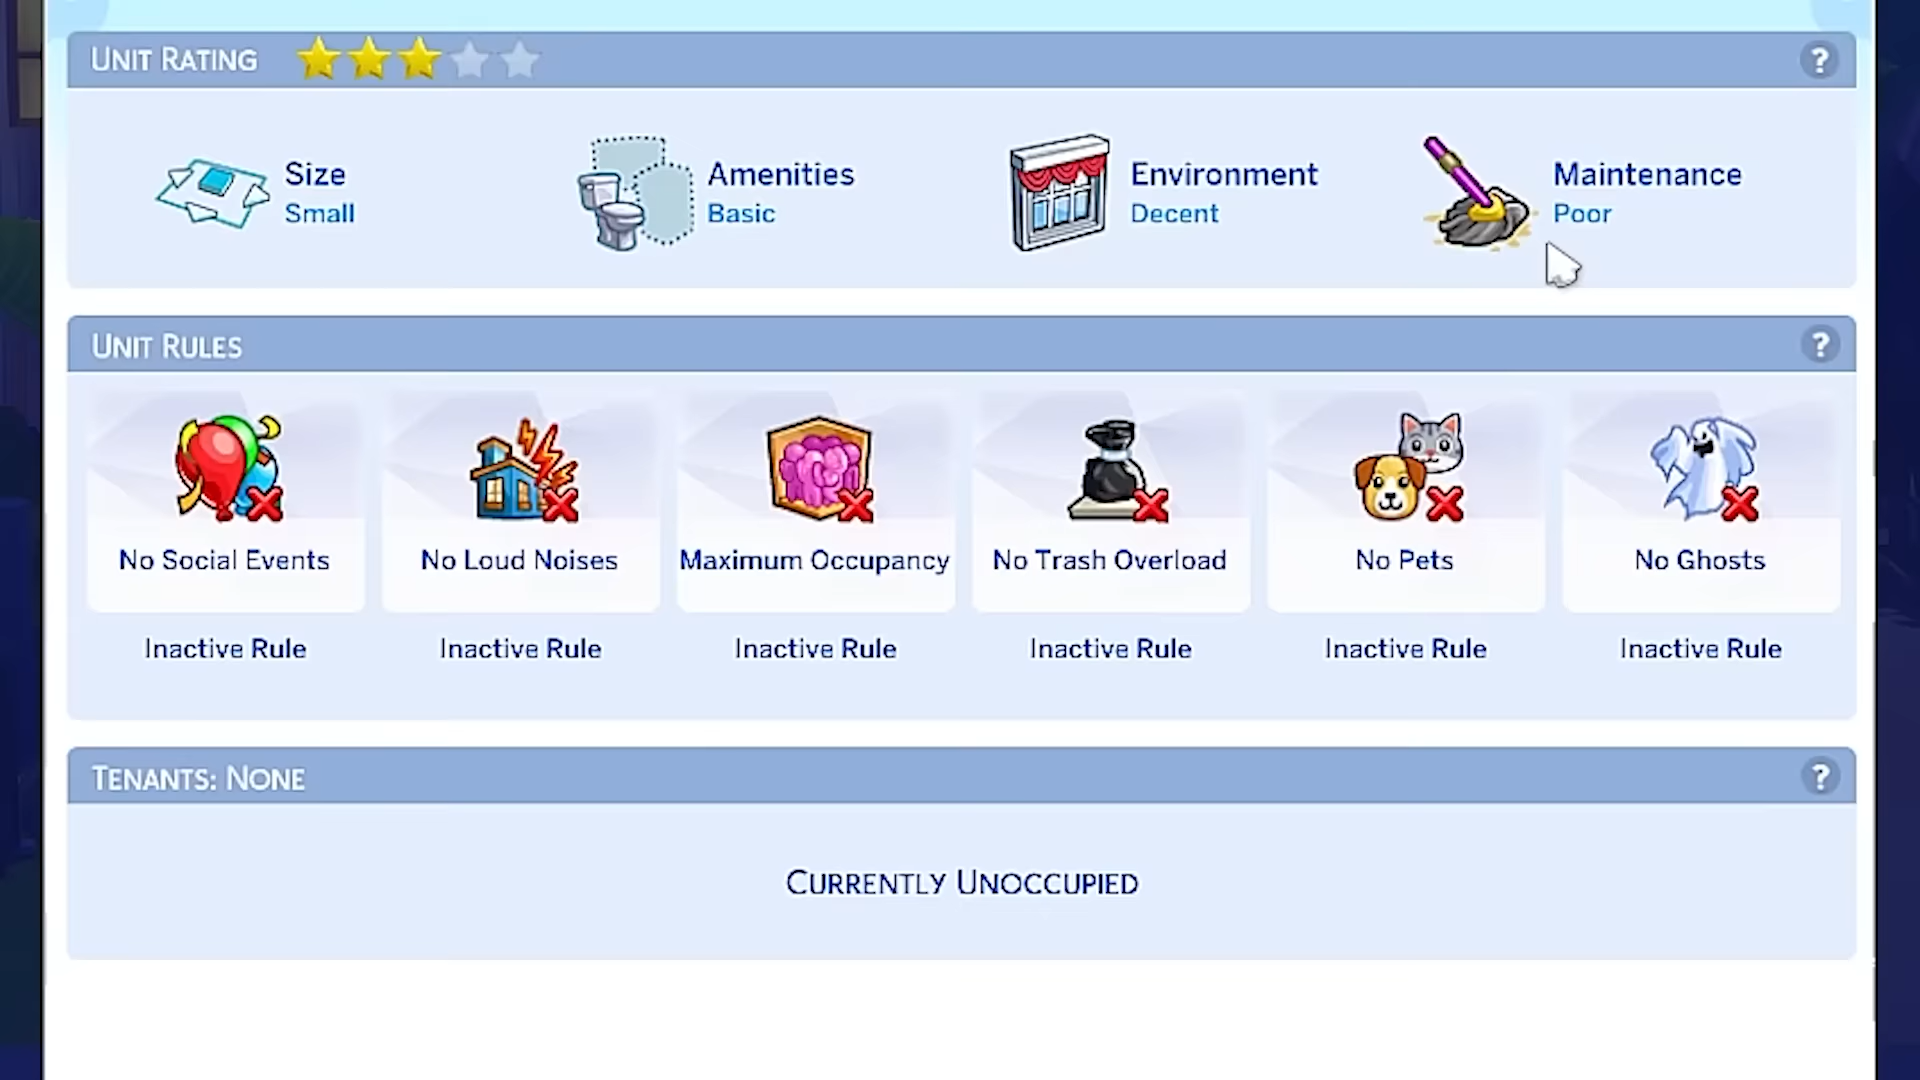 UNIT RATING
?
Size
Small
Amenities
Basic
Environment
Decent
Maintenance
Poor
UNIT RULES
?
No Social Events
No Loud Noises
Maximum Occupancy
No Trash Overload
No Pets
No Ghosts
Inactive Rule
Inactive Rule
Inactive Rule
Inactive Rule
Inactive Rule
Inactive Rule
TENANTS: NONE
?
CURRENTLY UNOCCUPIED